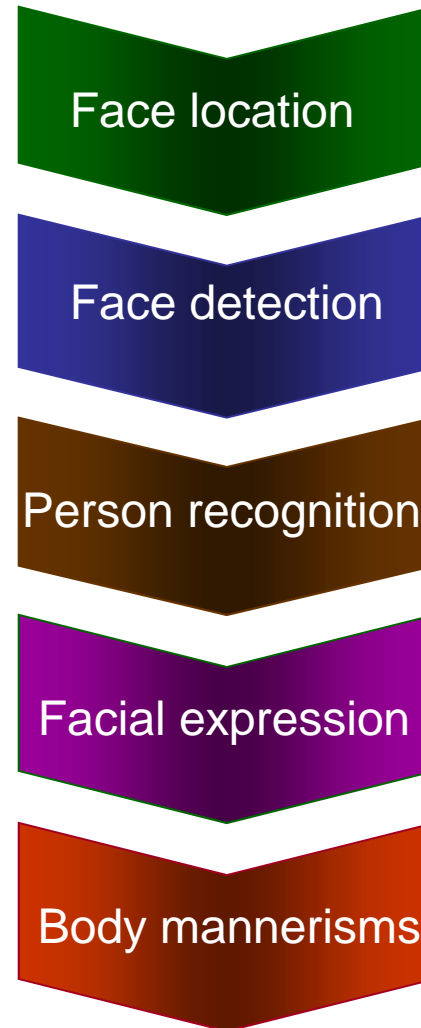 Face location
Face detection
Person recognition
Facial expression
Body mannerisms